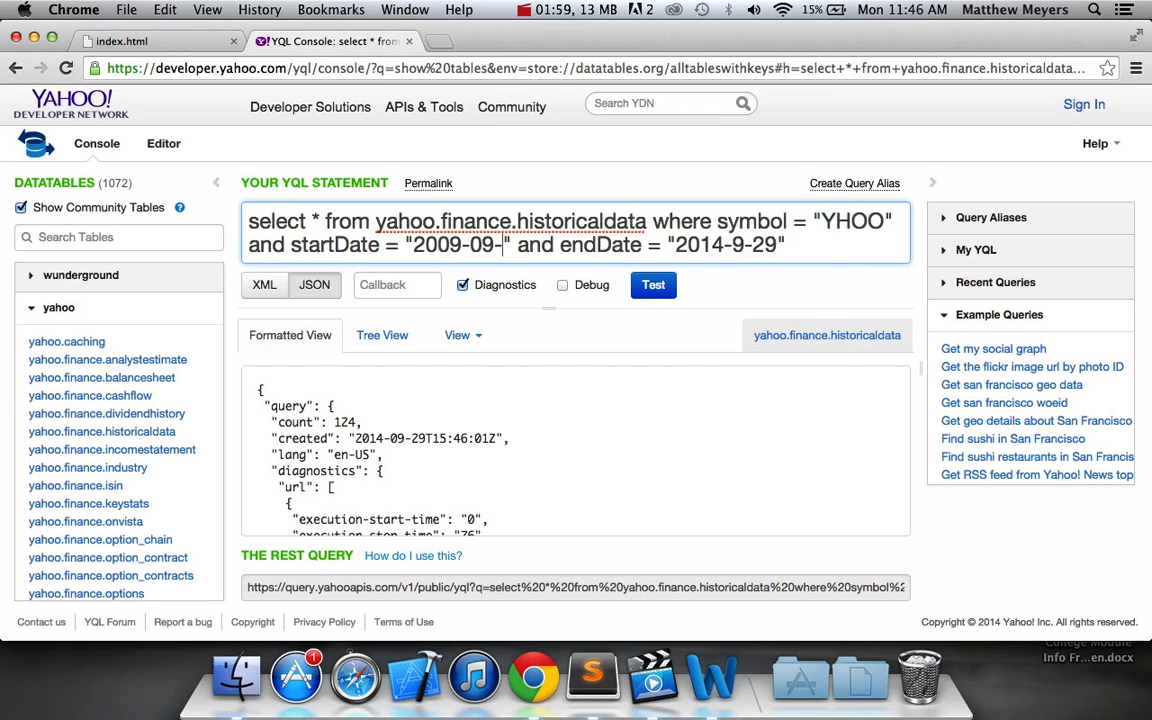 Chrome File Edit View History Bookmarks Window Help 01:59, 13 MB 2 15% Mon 11:46 AM Matthew Meyers
index.html
YQL Console: select * from
https://developer.yahoo.com/yql/console/?q=show%20tables&env=store://datatables.org/alltableswithkeys#h=select+*+from+yahoo.finance.historicaldata...
YAHOO!
DEVELOPER NETWORK
Developer Solutions APIs & Tools Community
Search YDN
Sign In
Console Editor Help
DATATABLES (1072)
Show Community Tables ?
Search Tables
wunderground
yahoo
yahoo.caching
yahoo.finance.analystestimate
yahoo.finance.balancesheet
yahoo.finance.cashflow
yahoo.finance.dividendhistory
yahoo.finance.historicaldata
yahoo.finance.incomestatement
yahoo.finance.industry
yahoo.finance.isin
yahoo.finance.keystats
yahoo.finance.onvista
yahoo.finance.option_chain
yahoo.finance.option_contract
yahoo.finance.option_contracts
yahoo.finance.options
YOUR YQL STATEMENT Permalink Create Query Alias
select * from yahoo.finance.historicaldata where symbol = "YHOO"
and startDate = "2009-09-" and endDate = "2014-9-29"
XML JSON Callback Diagnostics Debug Test
Formatted View Tree View View yahoo.finance.historicaldata
{
"query": {
"count": 124,
"created": "2014-09-29T15:46:01Z",
"lang": "en-US",
"diagnostics": {
"url": [
{
"execution-start-time": "0",
"execution-stop-time": "76"
THE REST QUERY How do I use this?
https://query.yahooapis.com/v1/public/yql?q=select%20*%20from%20yahoo.finance.historicaldata%20where%20symbol%2
Query Aliases
My YQL
Recent Queries
Example Queries
Get my social graph
Get the flickr image url by photo ID
Get san francisco geo data
Get san francisco woeid
Get geo details about San Francisco
Find sushi in San Francisco
Find sushi restaurants in San Francis
Get RSS feed from Yahoo! News top
Contact us YQL Forum Report a bug Copyright Privacy Policy Terms of Use Copyright © 2014 Yahoo! Inc. All rights reserved.
Info Fr...en.docx
1
S
W